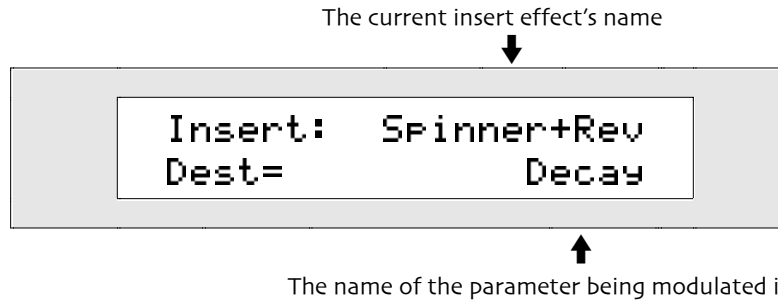 The current insert effect’s name
Insert: Spinner+Rev
Dest= Decay
The name of the parameter being modulated i